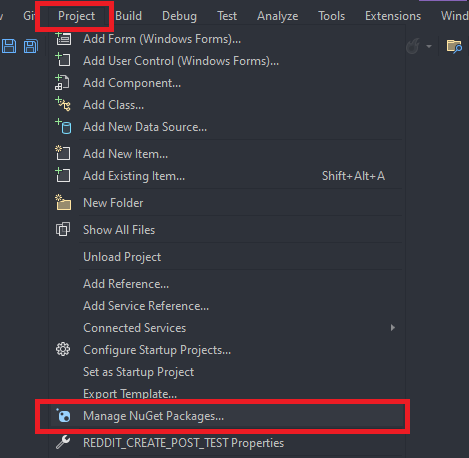 Git Project Build Debug Test Analyze Tools Extensions Wind
Add Form (Windows Forms)...
Add User Control (Windows Forms)...
Add Component...
Add Class...
Add New Data Source...
Add New Item...
Add Existing Item... Shift+Alt+A
New Folder
Show All Files
Unload Project
Add Reference...
Add Service Reference...
Connected Services
Configure Startup Projects...
Set as Startup Project
Export Template...
Manage NuGet Packages...
REDDIT_CREATE_POST_TEST Properties